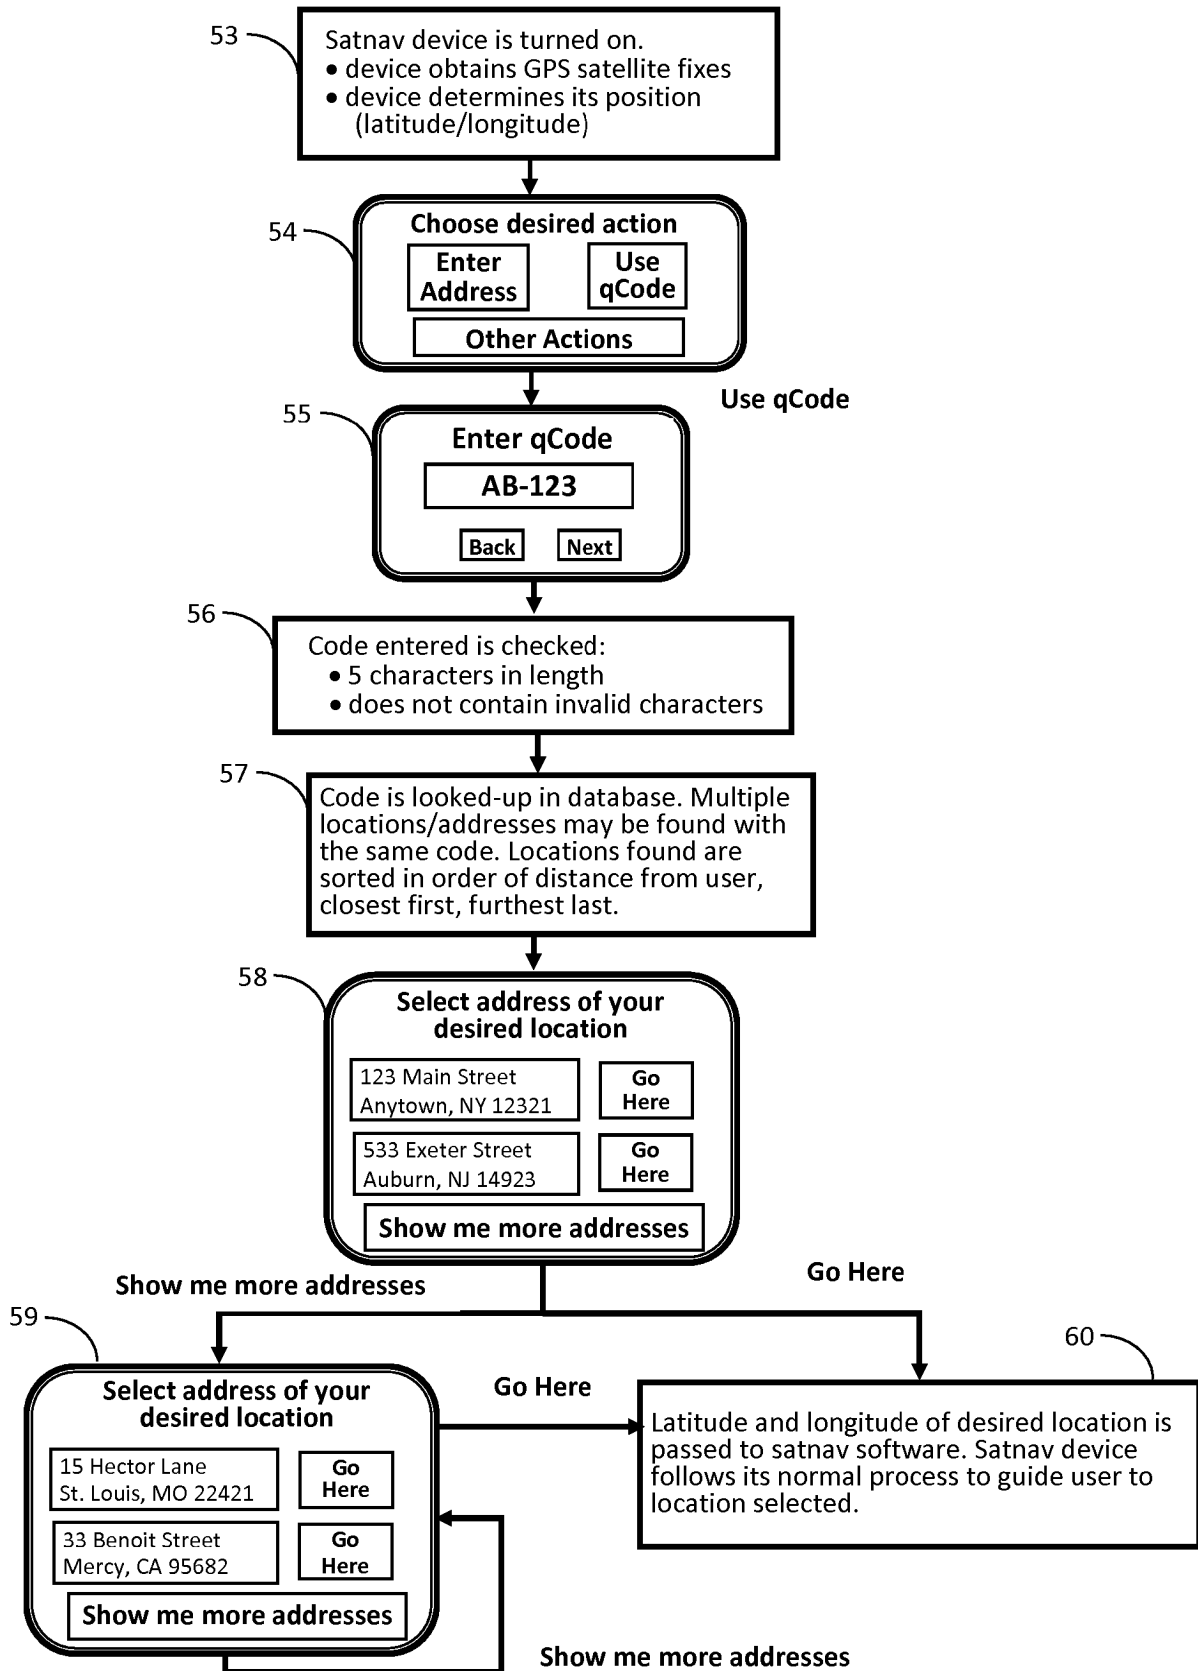 53
Satnav device is turned on.
• device obtains GPS satellite fixes
• device determines its position
(latitude/longitude)
54
Choose desired action
Enter
Address
Use
qCode
Other Actions
Use qCode
55
Enter qCode
AB-123
Back
Next
56
Code entered is checked:
• 5 characters in length
• does not contain invalid characters
57
Code is looked-up in database. Multiple
locations/addresses may be found with
the same code. Locations found are
sorted in order of distance from user,
closest first, furthest last.
58
Select address of your
desired location
123 Main Street
Anytown, NY 12321
Go
Here
533 Exeter Street
Auburn, NJ 14923
Go
Here
Show me more addresses
Show me more addresses
Go Here
59
Select address of your
desired location
15 Hector Lane
St. Louis, MO 22421
Go
Here
33 Benoit Street
Mercy, CA 95682
Go
Here
Show me more addresses
Go Here
60
Latitude and longitude of desired location is
passed to satnav software. Satnav device
follows its normal process to guide user to
location selected.
Show me more addresses